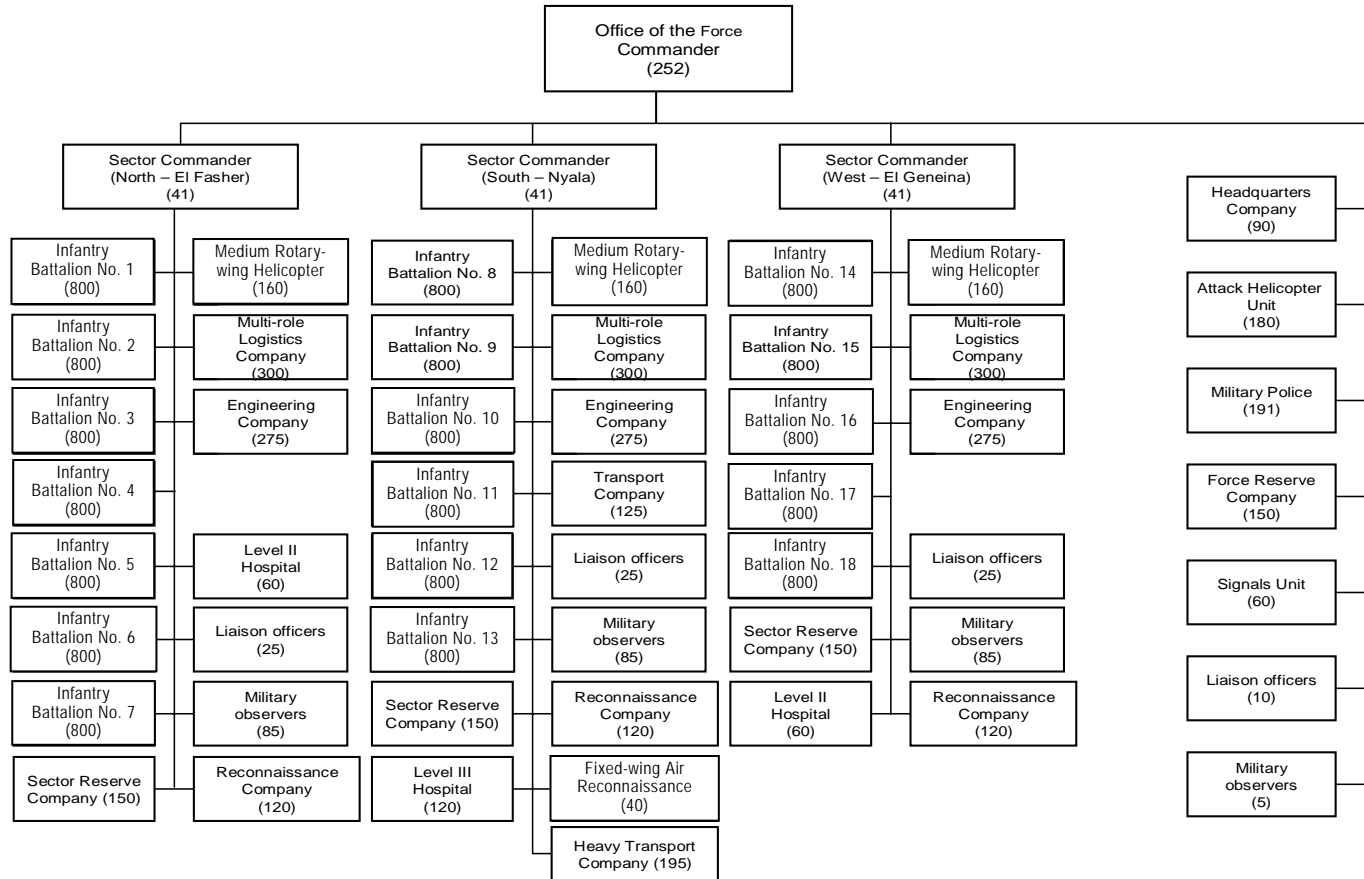 Office of the Force
Commander
(252)
Sector Commander
(North – El Fasher)
(41)
Infantry
Battalion No. 1
(800)
Medium Rotary-
wing Helicopter
(160)
Infantry
Battalion No. 2
(800)
Multi-role
Logistics
Company
(300)
Infantry
Battalion No. 3
(800)
Engineering
Company
(275)
Infantry
Battalion No. 4
(800)
Infantry
Battalion No. 5
(800)
Level II
Hospital
(60)
Infantry
Battalion No. 6
(800)
Liaison officers
(25)
Infantry
Battalion No. 7
(800)
Military
observers
(85)
Sector Reserve
Company (150)
Reconnaissance
Company
(120)
Sector Commander
(South – Nyala)
(41)
Infantry
Battalion No. 8
(800)
Medium Rotary-
wing Helicopter
(160)
Infantry
Battalion No. 9
(800)
Multi-role
Logistics
Company
(300)
Infantry
Battalion No. 10
(800)
Engineering
Company
(275)
Infantry
Battalion No. 11
(800)
Transport
Company
(125)
Infantry
Battalion No. 12
(800)
Liaison officers
(25)
Infantry
Battalion No. 13
(800)
Military
observers
(85)
Sector Reserve
Company (150)
Reconnaissance
Company
(120)
Level III
Hospital
(120)
Fixed-wing Air
Reconnaissance
(40)
Heavy Transport
Company (195)
Sector Commander
(West – El Geneina)
(41)
Infantry
Battalion No. 14
(800)
Medium Rotary-
wing Helicopter
(160)
Infantry
Battalion No. 15
(800)
Multi-role
Logistics
Company
(300)
Infantry
Battalion No. 16
(800)
Engineering
Company
(275)
Infantry
Battalion No. 17
(800)
Infantry
Battalion No. 18
(800)
Liaison officers
(25)
Sector Reserve
Company (150)
Military
observers
(85)
Level II
Hospital
(60)
Reconnaissance
Company
(120)
Headquarters
Company
(90)
Attack Helicopter
Unit
(180)
Military Police
(191)
Force Reserve
Company
(150)
Signals Unit
(60)
Liaison officers
(10)
Military
observers
(5)